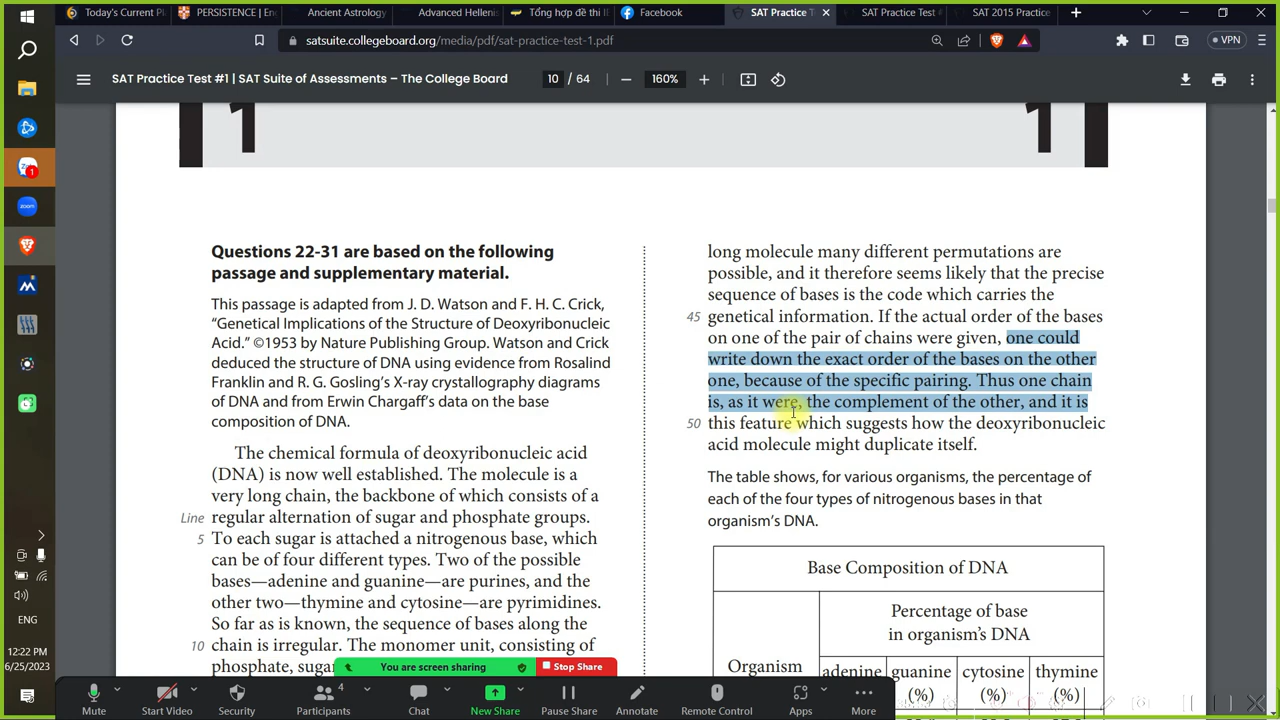 Today's Current Pl
PERSISTENCE | En
Ancient Astrology
Advanced Hellenis
Tổng hợp đề thi IE
Facebook
SAT Practice T
SAT Practice Test #
SAT 2015 Practice
satsuite.collegeboard.org/media/pdf/sat-practice-test-1.pdf
VPN
SAT Practice Test #1 | SAT Suite of Assessments – The College Board
10 / 64
160%
1
1
Questions 22-31 are based on the following
passage and supplementary material.
This passage is adapted from J. D. Watson and F. H. C. Crick,
“Genetical Implications of the Structure of Deoxyribonucleic
Acid.” ©1953 by Nature Publishing Group. Watson and Crick
deduced the structure of DNA using evidence from Rosalind
Franklin and R. G. Gosling’s X-ray crystallography diagrams
of DNA and from Erwin Chargaff’s data on the base
composition of DNA.
The chemical formula of deoxyribonucleic acid
(DNA) is now well established. The molecule is a
very long chain, the backbone of which consists of a
Line regular alternation of sugar and phosphate groups.
5 To each sugar is attached a nitrogenous base, which
can be of four different types. Two of the possible
bases—adenine and guanine—are purines, and the
other two—thymine and cytosine—are pyrimidines.
So far as is known, the sequence of bases along the
10 chain is irregular. The monomer unit, consisting of
phosphate, sugar
long molecule many different permutations are
possible, and it therefore seems likely that the precise
sequence of bases is the code which carries the
45 genetical information. If the actual order of the bases
on one of the pair of chains were given, one could
write down the exact order of the bases on the other
one, because of the specific pairing. Thus one chain
is, as it were, the complement of the other, and it is
50 this feature which suggests how the deoxyribonucleic
acid molecule might duplicate itself.
The table shows, for various organisms, the percentage of
each of the four types of nitrogenous bases in that
organism’s DNA.
Base Composition of DNA
Percentage of base
in organism’s DNA
Organism
adenine
(%)
guanine
(%)
cytosine
(%)
thymine
(%)
You are screen sharing
Stop Share
Mute
Start Video
Security
Participants
4
Chat
New Share
Pause Share
Annotate
Remote Control
Apps
More
zoom
1
ENG
12:22 PM
6/25/2023